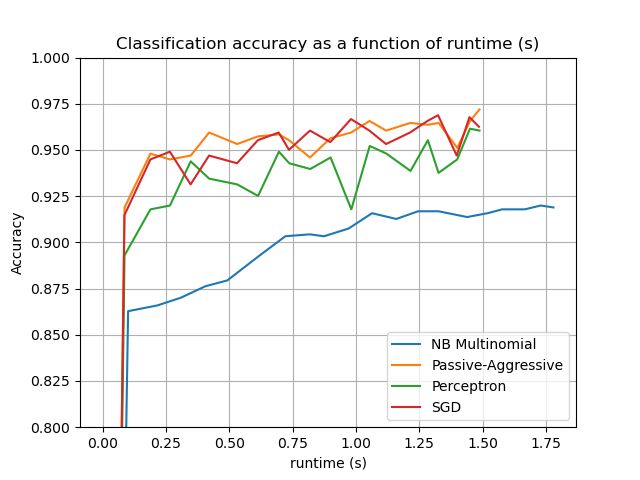 Classification accuracy as a function of runtime (s)
1.000
0.975
0.950
0.925
0.900
0.875
0.850
0.825
0.800
Accuracy
NB Multinomial
Passive-Aggressive
Perceptron
SGD
0.00 0.25 0.50 0.75 1.00 1.25 1.50 1.75
runtime (s)